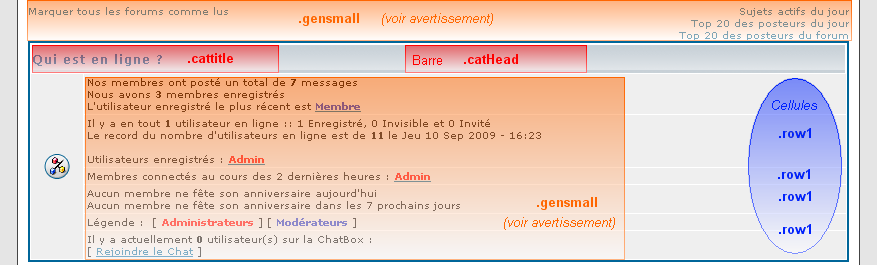 Marquer tous les forums comme lus
.gensmall (voir avertissement)
Sujets actifs du jour
Top 20 des posteurs du jour
Top 20 des posteurs du forum
Qui est en ligne ? .cattitle
Barre .catHead
Nos membres ont posté un total de 7 messages
Nous avons 3 membres enregistrés
L'utilisateur enregistré le plus récent est Membre
Il y a en tout 1 utilisateur en ligne :: 1 Enregistré, 0 Invisible et 0 Invité
Le record du nombre d'utilisateurs en ligne est de 11 le Jeu 10 Sep 2009 - 16:23
Utilisateurs enregistrés : Admin
Membres connectés au cours des 2 dernières heures : Admin
Aucun membre ne fête son anniversaire aujourd'hui
Aucun membre ne fête son anniversaire dans les 7 prochains jours
Légende : [ Administrateurs ] [ Modérateurs ]
Il y a actuellement 0 utilisateur(s) sur la ChatBox :
[ Rejoindre le Chat ]
.gensmall
(voir avertissement)
Cellules
.row1
.row1
.row1
.row1